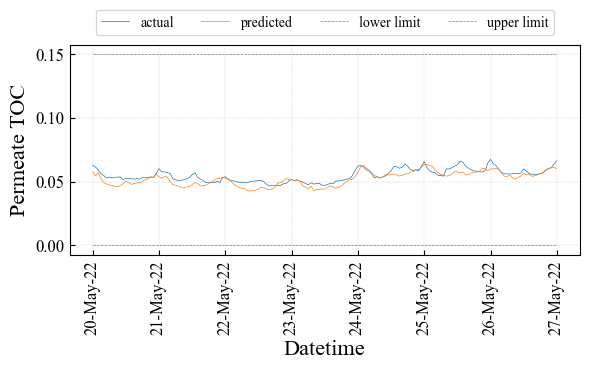 actual predicted lower limit upper limit
Permeate TOC
0.15
0.10
0.05
0.00
20-May-22 21-May-22 22-May-22 23-May-22 24-May-22 25-May-22 26-May-22 27-May-22
Datetime